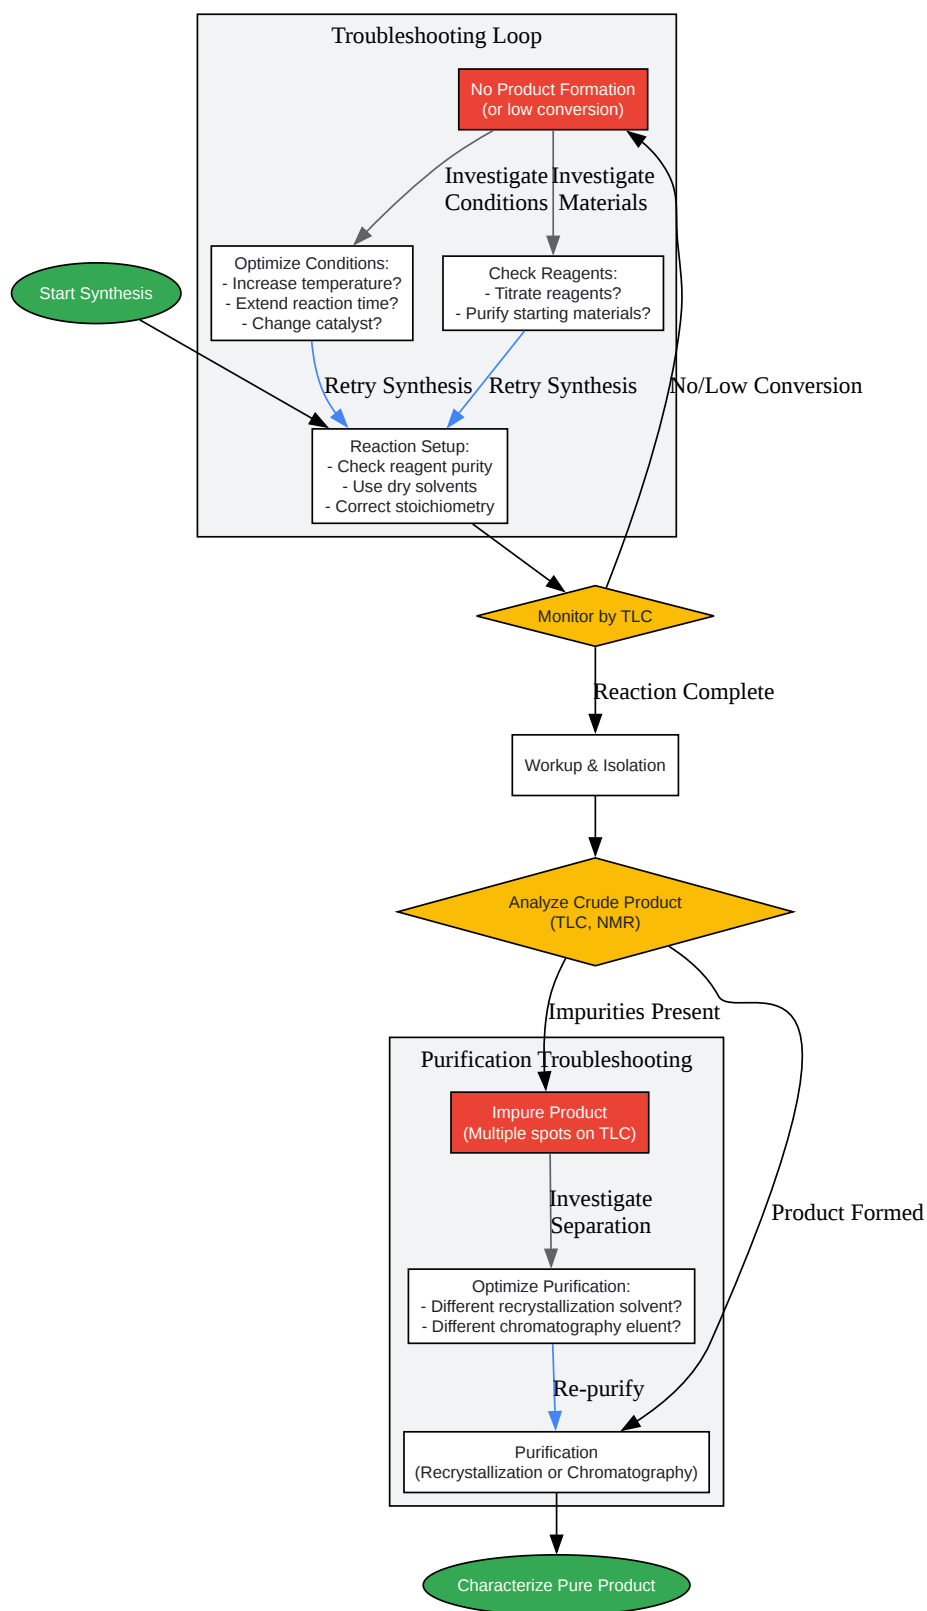 Troubleshooting Loop
No Product Formation
(or low conversion)
Investigate
Conditions
Investigate
Materials
Optimize Conditions:
- Increase temperature?
- Extend reaction time?
- Change catalyst?
Check Reagents:
- Titrate reagents?
- Purify starting materials?
Start Synthesis
Retry Synthesis
Retry Synthesis
No/Low Conversion
Reaction Setup:
- Check reagent purity
- Use dry solvents
- Correct stoichiometry
Monitor by TLC
Reaction Complete
Workup & Isolation
Analyze Crude Product
(TLC, NMR)
Impurities Present
Purification Troubleshooting
Impure Product
(Multiple spots on TLC)
Investigate
Separation
Product Formed
Optimize Purification:
- Different recrystallization solvent?
- Different chromatography eluent?
Re-purify
Purification
(Recrystallization or Chromatography)
Characterize Pure Product